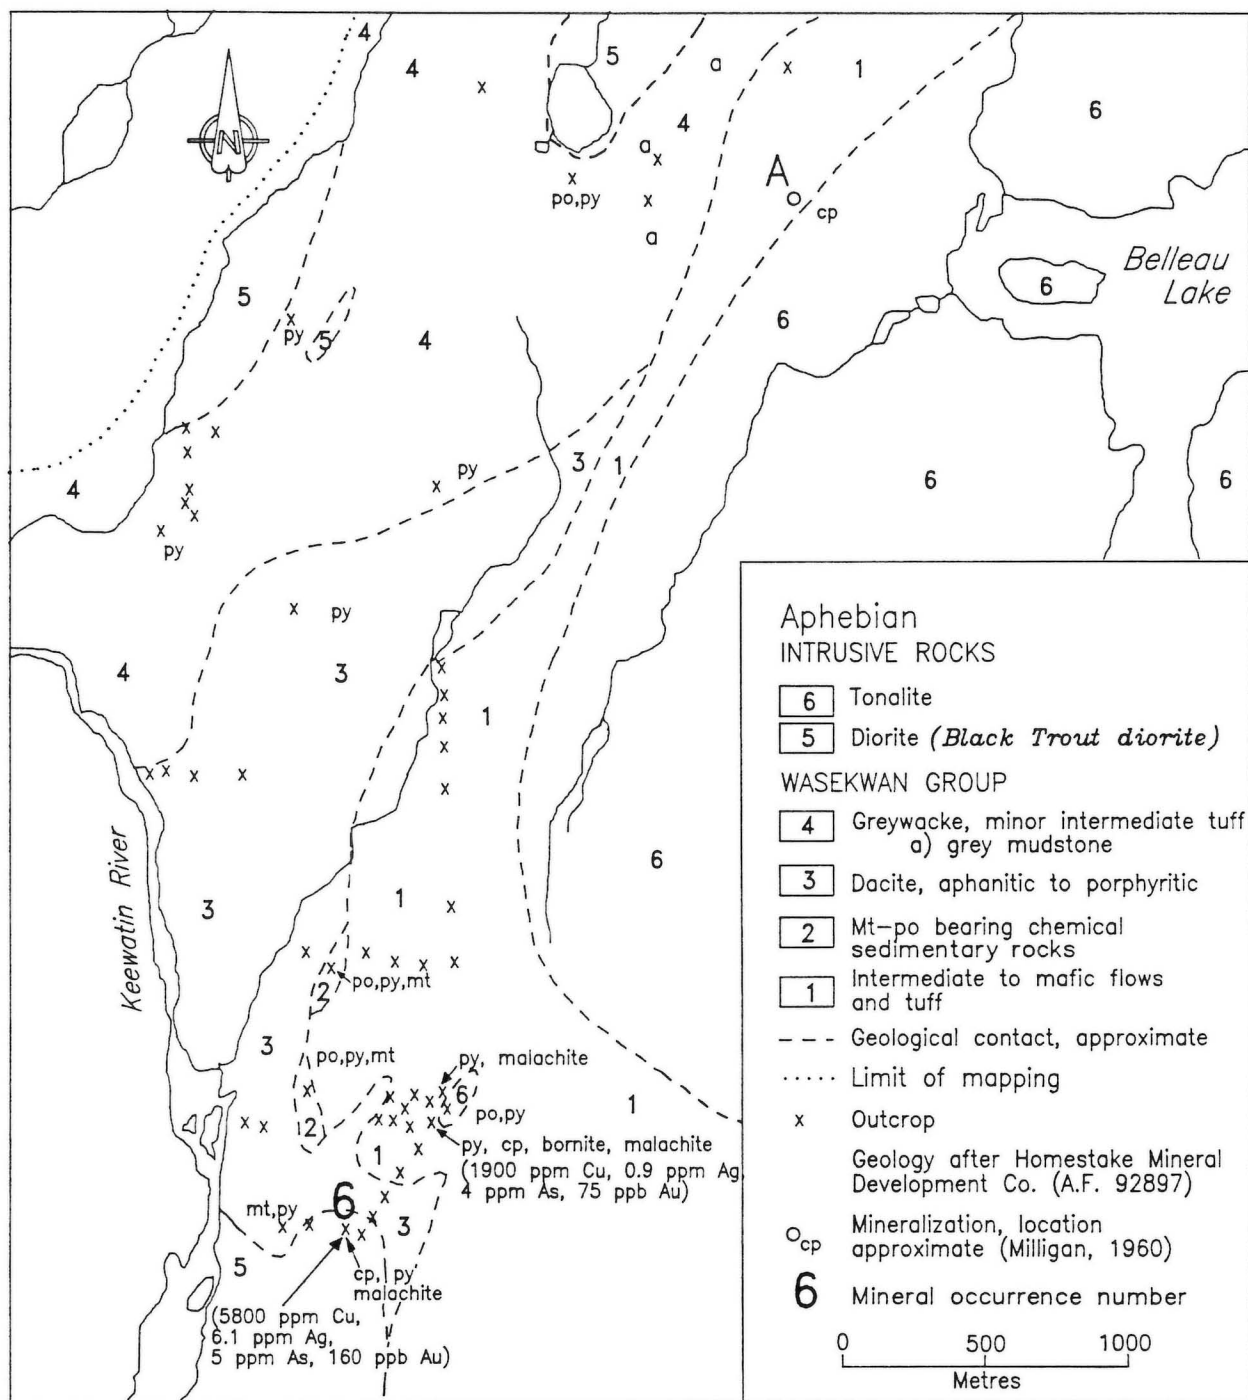 4
4
5
a
x
1
6
N
x
4
a
x
x
po,py
x
A
cp
a
Belleau
Lake
6
5
x
py
5
4
6
x
x
x
3
1
6
6
4
x
py
x
x
x
x
py
x
py
4
3
x
x
x
x
x
1
x
x
x
x
Keewatin River
3
1
6
x
x
x
x
x
x
x
po,py,mt
2
3
po,py,mt
x
2
x
x
py, malachite
6
po,py
1
x
x
x
x
x
x
x
x
x
x
py, cp, bornite, malachite
(1900 ppm Cu, 0.9 ppm Ag,
4 ppm As, 75 ppb Au)
1
x
x
x
mt,py
x
x
6
x
x
x
3
5
cp, py
malachite
(5800 ppm Cu,
6.1 ppm Ag,
5 ppm As, 160 ppb Au)
Aphebian
INTRUSIVE ROCKS
6 Tonalite
5 Diorite (Black Trout diorite)
WASEKWAN GROUP
4 Greywacke, minor intermediate tuff
a) grey mudstone
3 Dacite, aphanitic to porphyritic
2 Mt-po bearing chemical
sedimentary rocks
1 Intermediate to mafic flows
and tuff
Geological contact, approximate
Limit of mapping
x Outcrop
Geology after Homestake Mineral
Development Co. (A.F. 92897)
cp Mineralization, location
approximate (Milligan, 1960)
6 Mineral occurrence number
0 500 1000
Metres